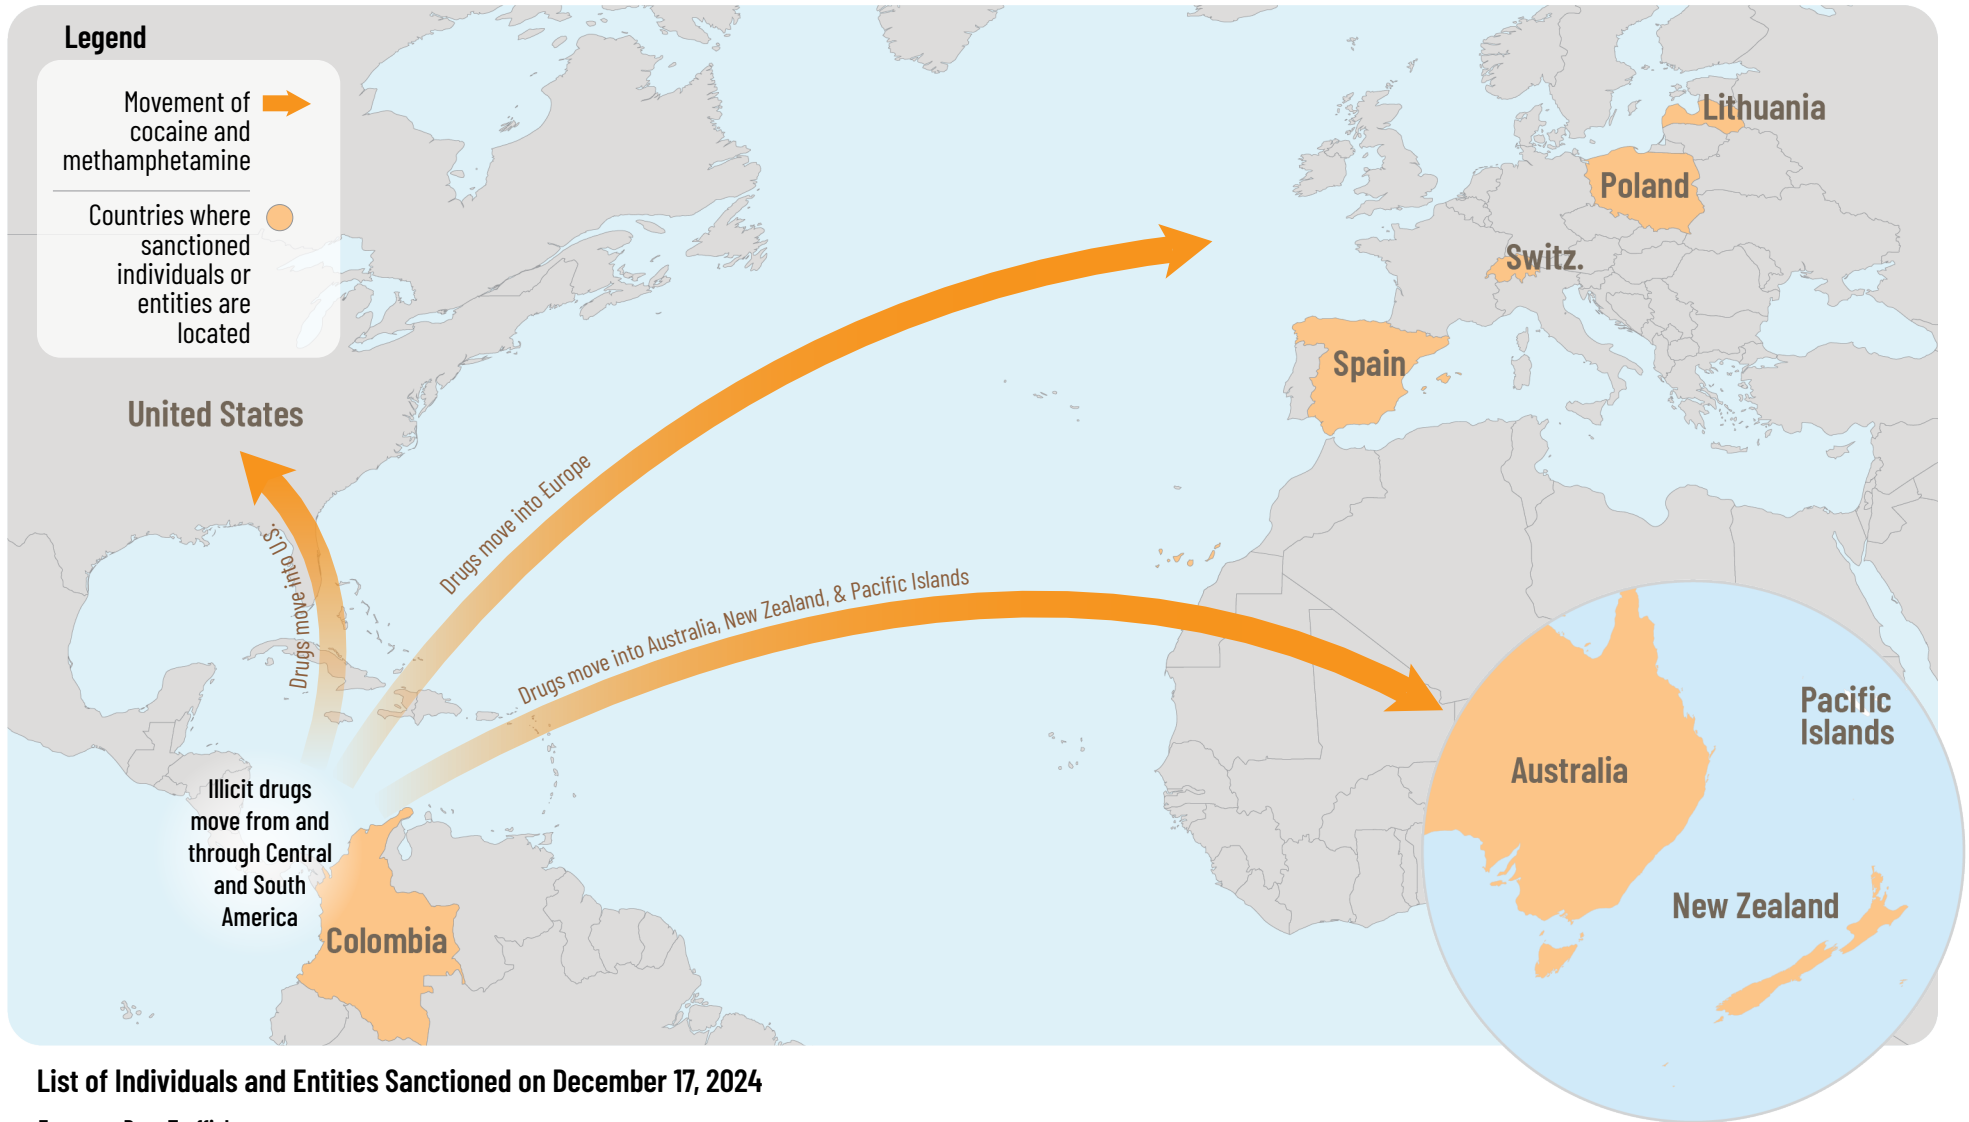 Legend
Movement of
cocaine and
methamphetamine
Countries where
sanctioned
individuals or
entities are
located
United States
Lithuania
Poland
Switz.
Spain
Drugs move into U.S.
Drugs move into Europe
Drugs move into Australia, New Zealand, & Pacific Islands
Illicit drugs
move from and
through Central
and South
America
Colombia
Australia
Pacific
Islands
New Zealand
List of Individuals and Entities Sanctioned on December 17, 2024